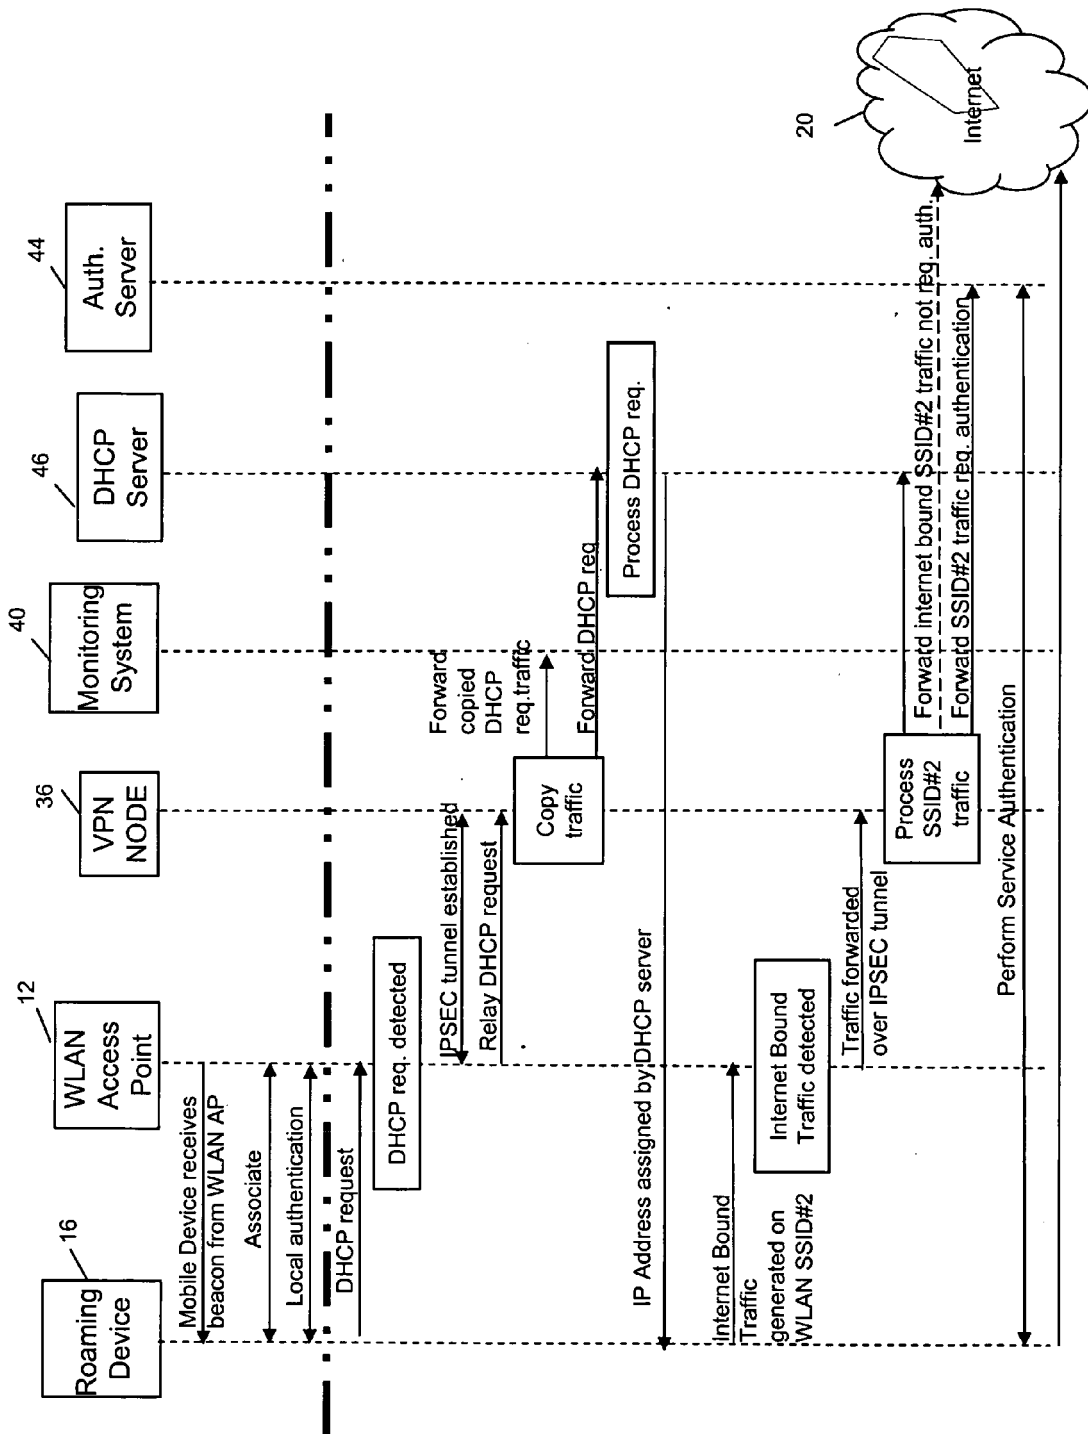 16
Roaming
Device
12
WLAN
Access
Point
36
VPN
NODE
40
Monitoring
System
46
DHCP
Server
44
Auth.
Server
Mobile Device receives
beacon from WLAN AP
Associate
Local authentication
DHCP request
DHCP req. detected
IPSEC tunnel established
Relay DHCP request
Copy
traffic
Forward
copied
DHCP
req.traffic
Forward DHCP req
Process DHCP req.
IP Address assigned by DHCP server
Internet Bound
Traffic
generated on
WLAN SSID#2
Internet Bound
Traffic detected
Traffic forwarded
over IPSEC tunnel
Process
SSID#2
traffic
Forward internet bound SSID#2 traffic not req. auth.
Forward SSID#2 traffic req. authentication
Perform Service Authentication
20
Internet